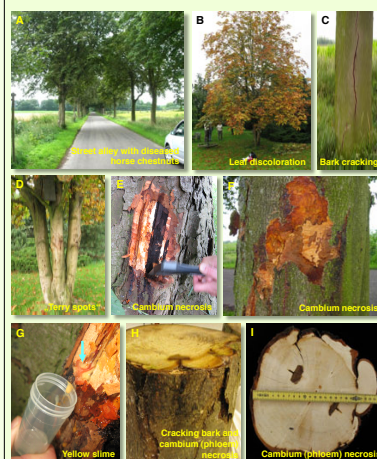 A
Street alley with diseased
horse chestnuts
B
Leaf discoloration
C
Bark cracking
D
"Terry spots"
E
Cambium necrosis
F
Cambium necrosis
G
Yellow slime
H
Cracking bark and
cambium (phloem)
necrosis
I
Cambium (phloem) necrosis